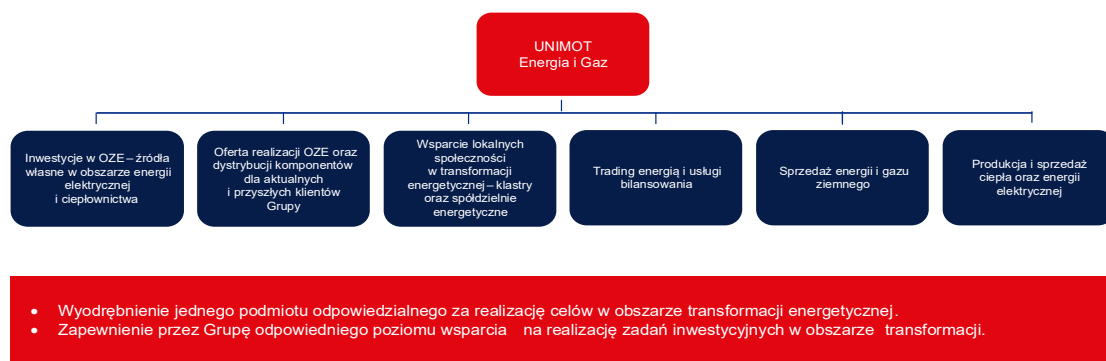 UNIMOT
Energia i Gaz
Inwestycje w OZE – źródła
własne w obszarze energii
elektrycznej
i ciepłownictwa
Oferta realizacji OZE oraz
dystrybucji komponentów
dla aktualnych
i przyszłych klientów
Grupy
Wsparcie lokalnych
społeczności
w transformacji
energetycznej – klastry
oraz spółdzielnie
energetyczne
Trading energią i usługi
bilansowania
Sprzedaż energii i gazu
ziemnego
Produkcja i sprzedaż
ciepła oraz energii
elektrycznej
• Wyodrębnienie jednego podmiotu odpowiedzialnego za realizację celów w obszarze transformacji energetycznej.
• Zapewnienie przez Grupę odpowiedniego poziomu wsparcia na realizację zadań inwestycyjnych w obszarze transformacji.